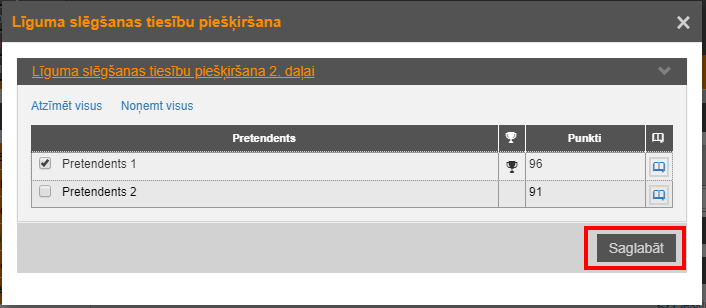 Līguma slēgšanas tiesību piešķiršana
Līguma slēgšanas tiesību piešķiršana 2. daļai
Atzīmēt visus Noņemt visus
Pretendents Punkti
Pretendents 1 96
Pretendents 2 91
Saglabāt